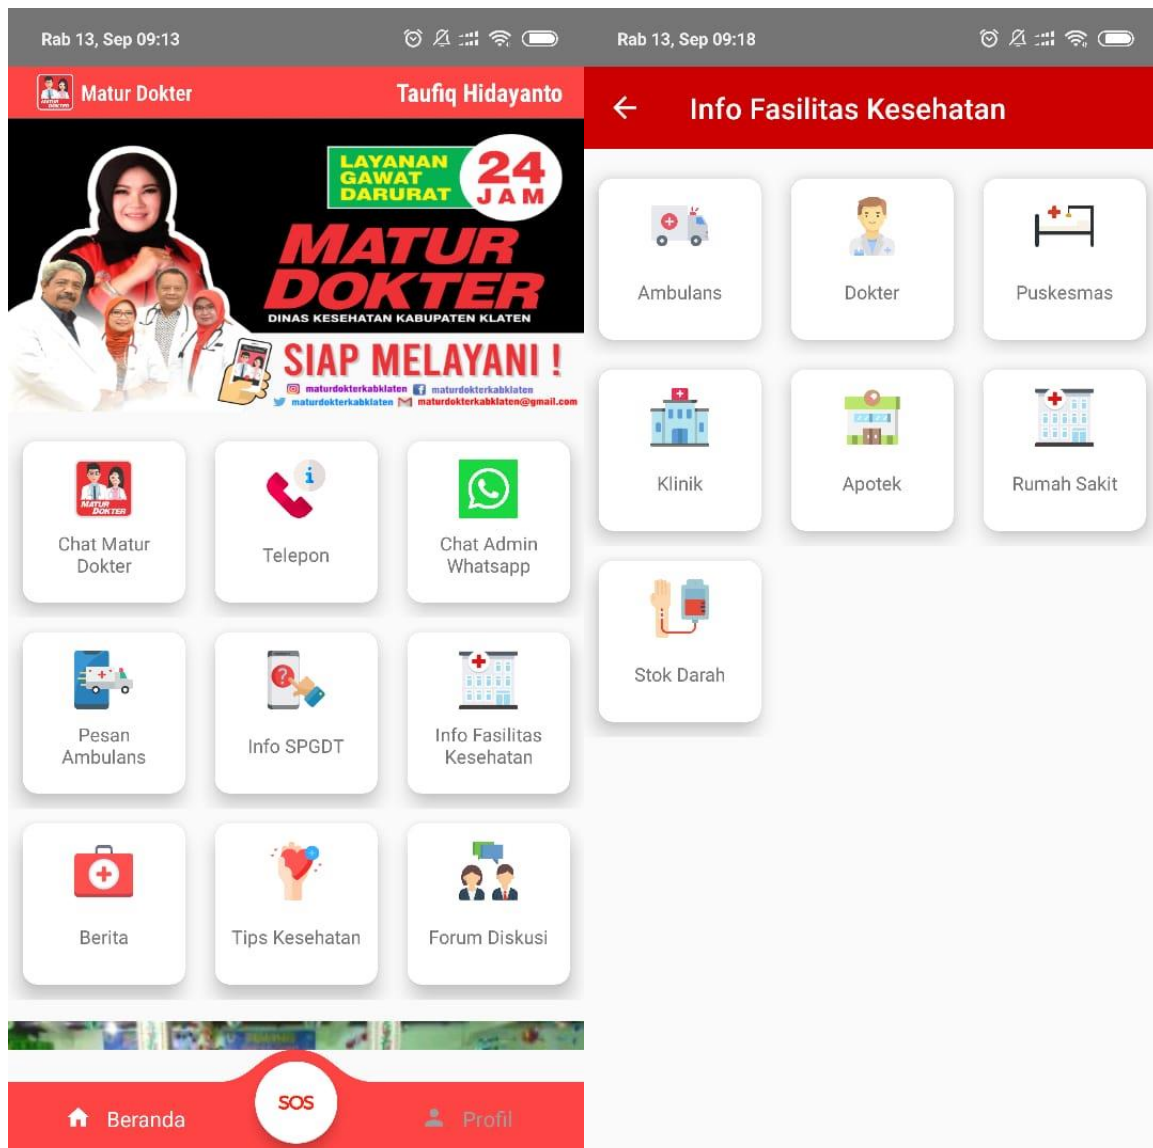 Rab 13, Sep 09:13
Matur Dokter
Taufiq Hidayanto
LAYANAN
GAWAT
DARURAT
24
JAM
MATUR
DOKTER
DINAS KESEHATAN KABUPATEN KLATEN
SIAP MELAYANI !
maturdokterkabklaten maturdokterkabklaten
maturdokterkabklaten maturdokterkabklaten@gmail.com
MATUR
DOKTER
Chat Matur
Dokter
Telepon
Chat Admin
Whatsapp
Pesan
Ambulans
Info SPGDT
Info Fasilitas
Kesehatan
Berita
Tips Kesehatan
Forum Diskusi
Beranda
SOS
Profil
Rab 13, Sep 09:18
Info Fasilitas Kesehatan
Ambulans
Dokter
Puskesmas
Klinik
Apotek
Rumah Sakit
Stok Darah